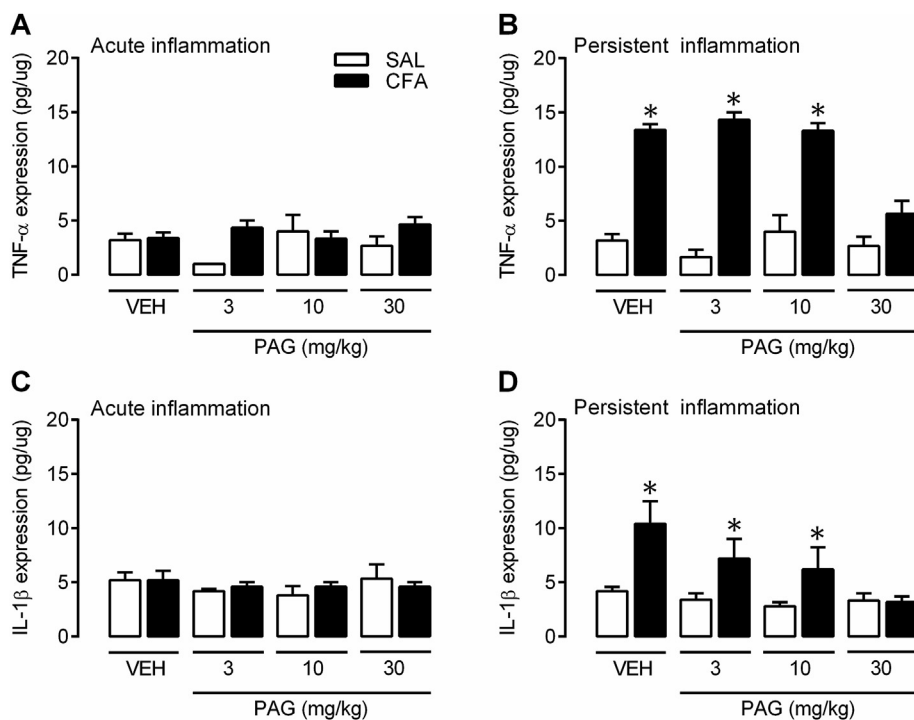 A
Acute inflammation
SAL
CFA
TNF-α expression (pg/ug)
20
15
10
5
0
VEH 3 10 30
PAG (mg/kg)
B
Persistent inflammation
TNF-α expression (pg/ug)
20
15
10
5
0
* * *
VEH 3 10 30
PAG (mg/kg)
C
Acute inflammation
IL-1β expression (pg/ug)
20
15
10
5
0
VEH 3 10 30
PAG (mg/kg)
D
Persistent inflammation
IL-1β expression (pg/ug)
20
15
10
5
0
* * *
VEH 3 10 30
PAG (mg/kg)